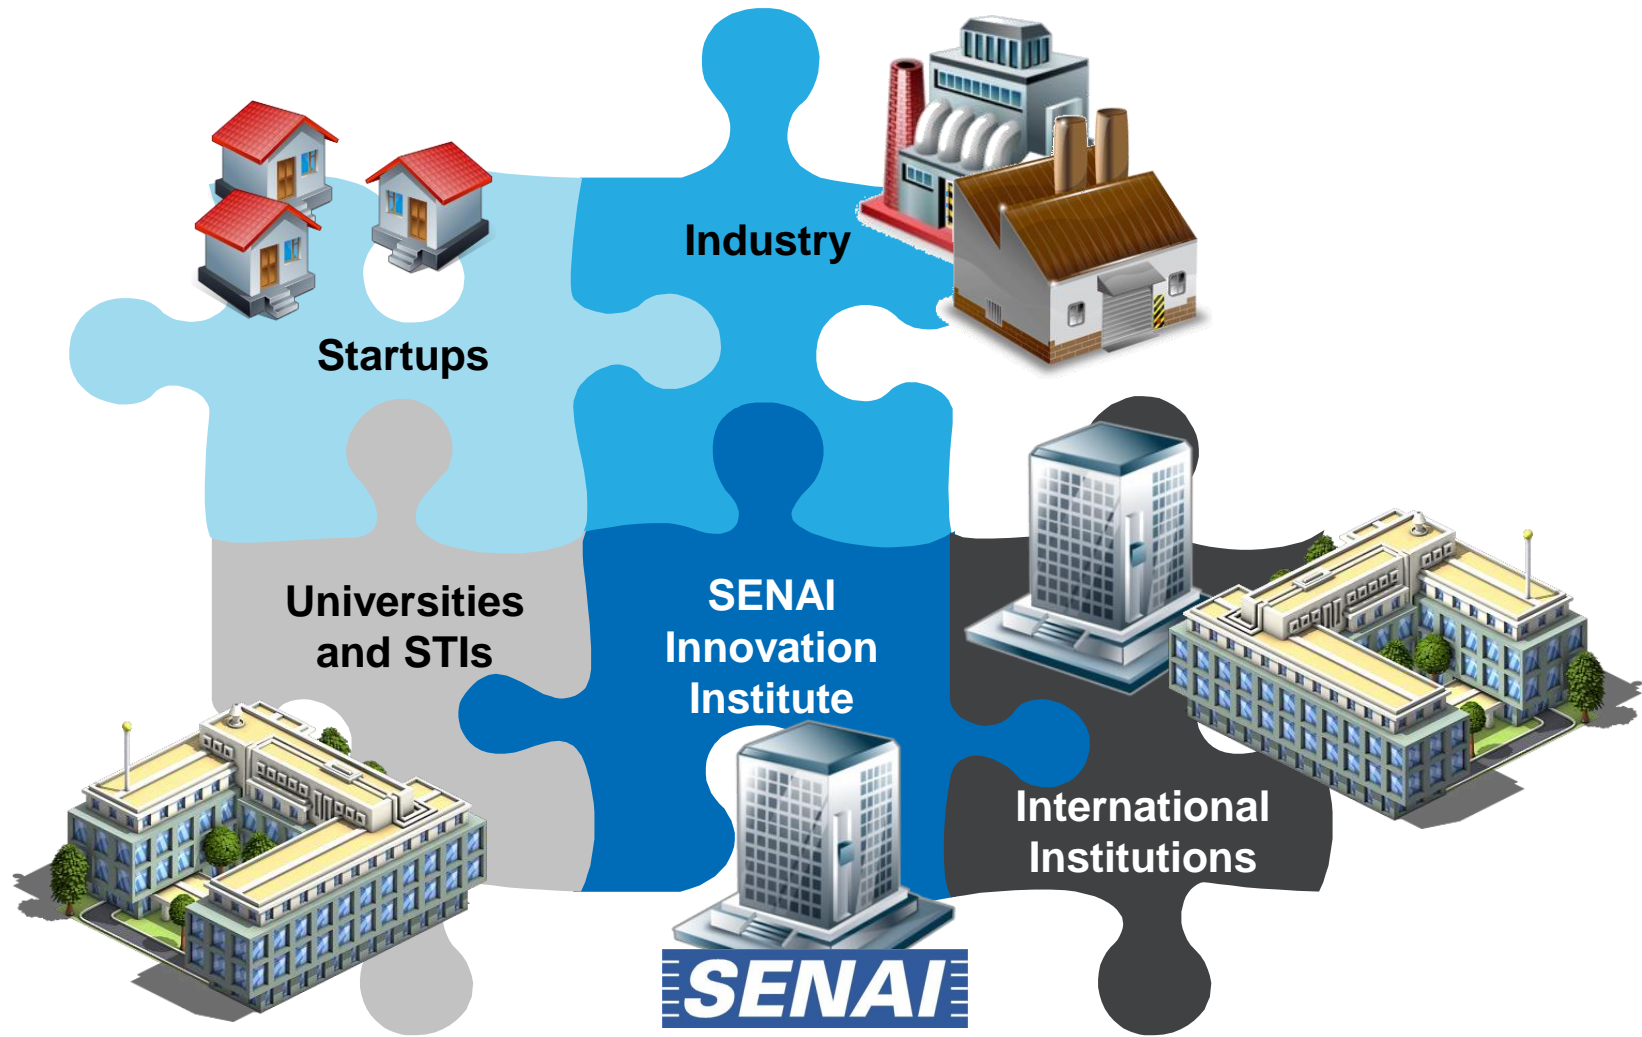 Industry
Startups
Universities
and STIs
SENAI
Innovation
Institute
International
Institutions
SENAI